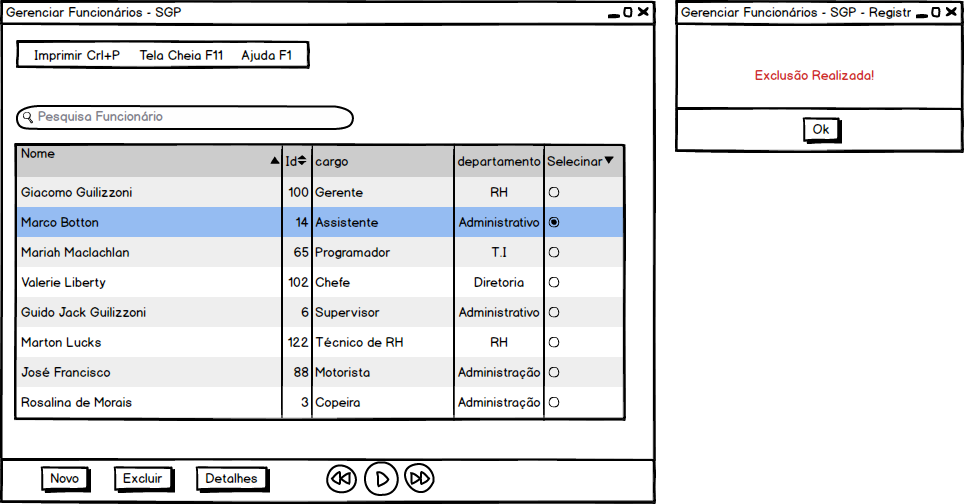 Gerenciar Funcionários - SGP
Imprimir Crl+P Tela Cheia F11 Ajuda F1
Pesquisa Funcionário
Nome Id cargo departamento Selecinar
Giacomo Guilizzoni 100 Gerente RH
Marco Botton 14 Assistente Administrativo
Mariah Maclachlan 65 Programador T.I
Valerie Liberty 102 Chefe Diretoria
Guido Jack Guilizzoni 6 Supervisor Administrativo
Marton Lucks 122 Técnico de RH RH
José Francisco 88 Motorista Administração
Rosalina de Morais 3 Copeira Administração
Novo Excluir Detalhes
Gerenciar Funcionários - SGP - Registr
Exclusão Realizada!
Ok